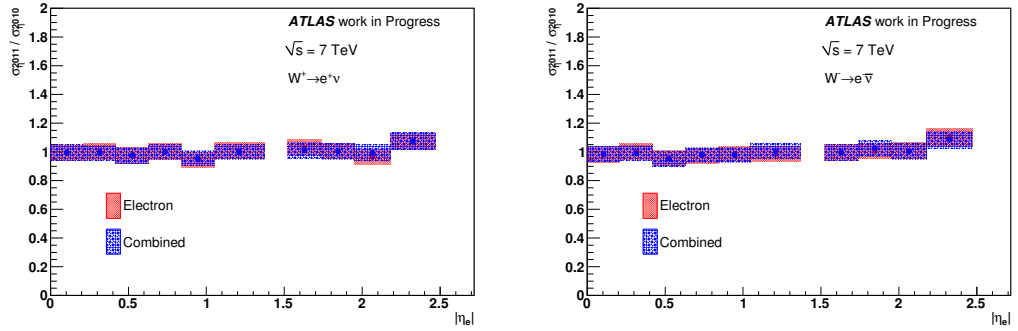 σ²⁰¹¹ / σ²⁰¹⁰
2
1.8
1.6
1.4
1.2
1
0.8
0.6
0.4
0.2
0
ATLAS work in Progress
√s = 7 TeV
W⁺→e⁺ν
Electron
Combined
0 0.5 1 1.5 2 2.5
|ηₑ|
σ²⁰¹¹ / σ²⁰¹⁰
2
1.8
1.6
1.4
1.2
1
0.8
0.6
0.4
0.2
0
ATLAS work in Progress
√s = 7 TeV
W⁻→e⁻ν̅
Electron
Combined
0 0.5 1 1.5 2 2.5
|ηₑ|